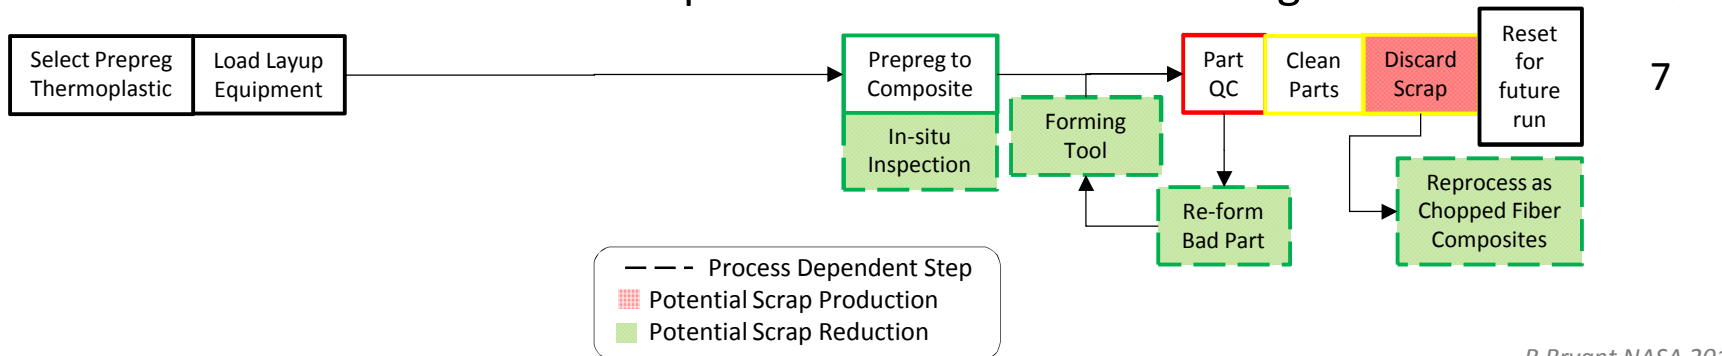 Select Prepreg
Thermoplastic
Load Layup
Equipment
Prepreg to
Composite
In-situ
Inspection
Forming
Tool
Part
QC
Clean
Parts
Discard
Scrap
Reset
for
future
run
7
Re-form
Bad Part
Reprocess as
Chopped Fiber
Composites
Process Dependent Step
Potential Scrap Production
Potential Scrap Reduction